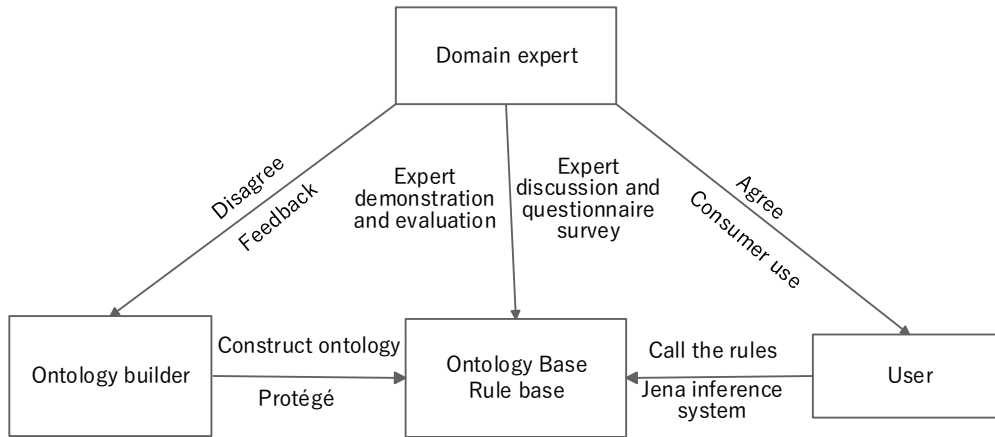 Domain expert
Disagree
Feedback
Expert
demonstration
and evaluation
Expert
discussion and
questionnaire
survey
Agree
Consumer use
Ontology builder
Construct ontology
Protégé
Ontology Base
Rule base
Call the rules
Jena inference
system
User